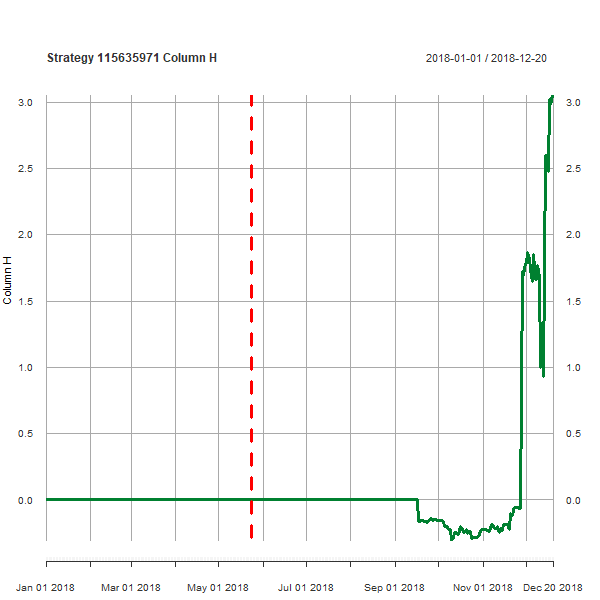 Strategy 115635971 Column H
2018-01-01 / 2018-12-20
3.0
3.0
2.5
2.5
2.0
2.0
1.5
1.5
1.0
1.0
0.5
0.5
0.0
0.0
Column H
Jan 01 2018
Mar 01 2018
May 01 2018
Jul 01 2018
Sep 01 2018
Nov 01 2018
Dec 20 2018